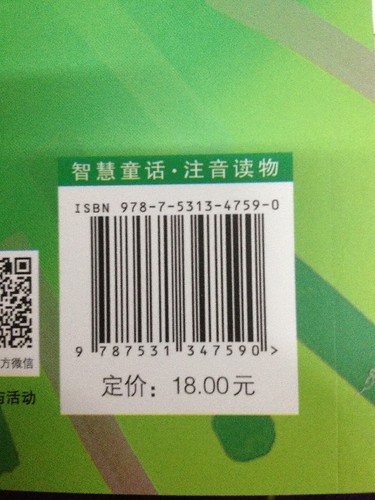 智慧童话·注音读物
ISBN 978-7-5313-4759-0
9 787531 347590 >
定价：18.00元
方微信
与活动